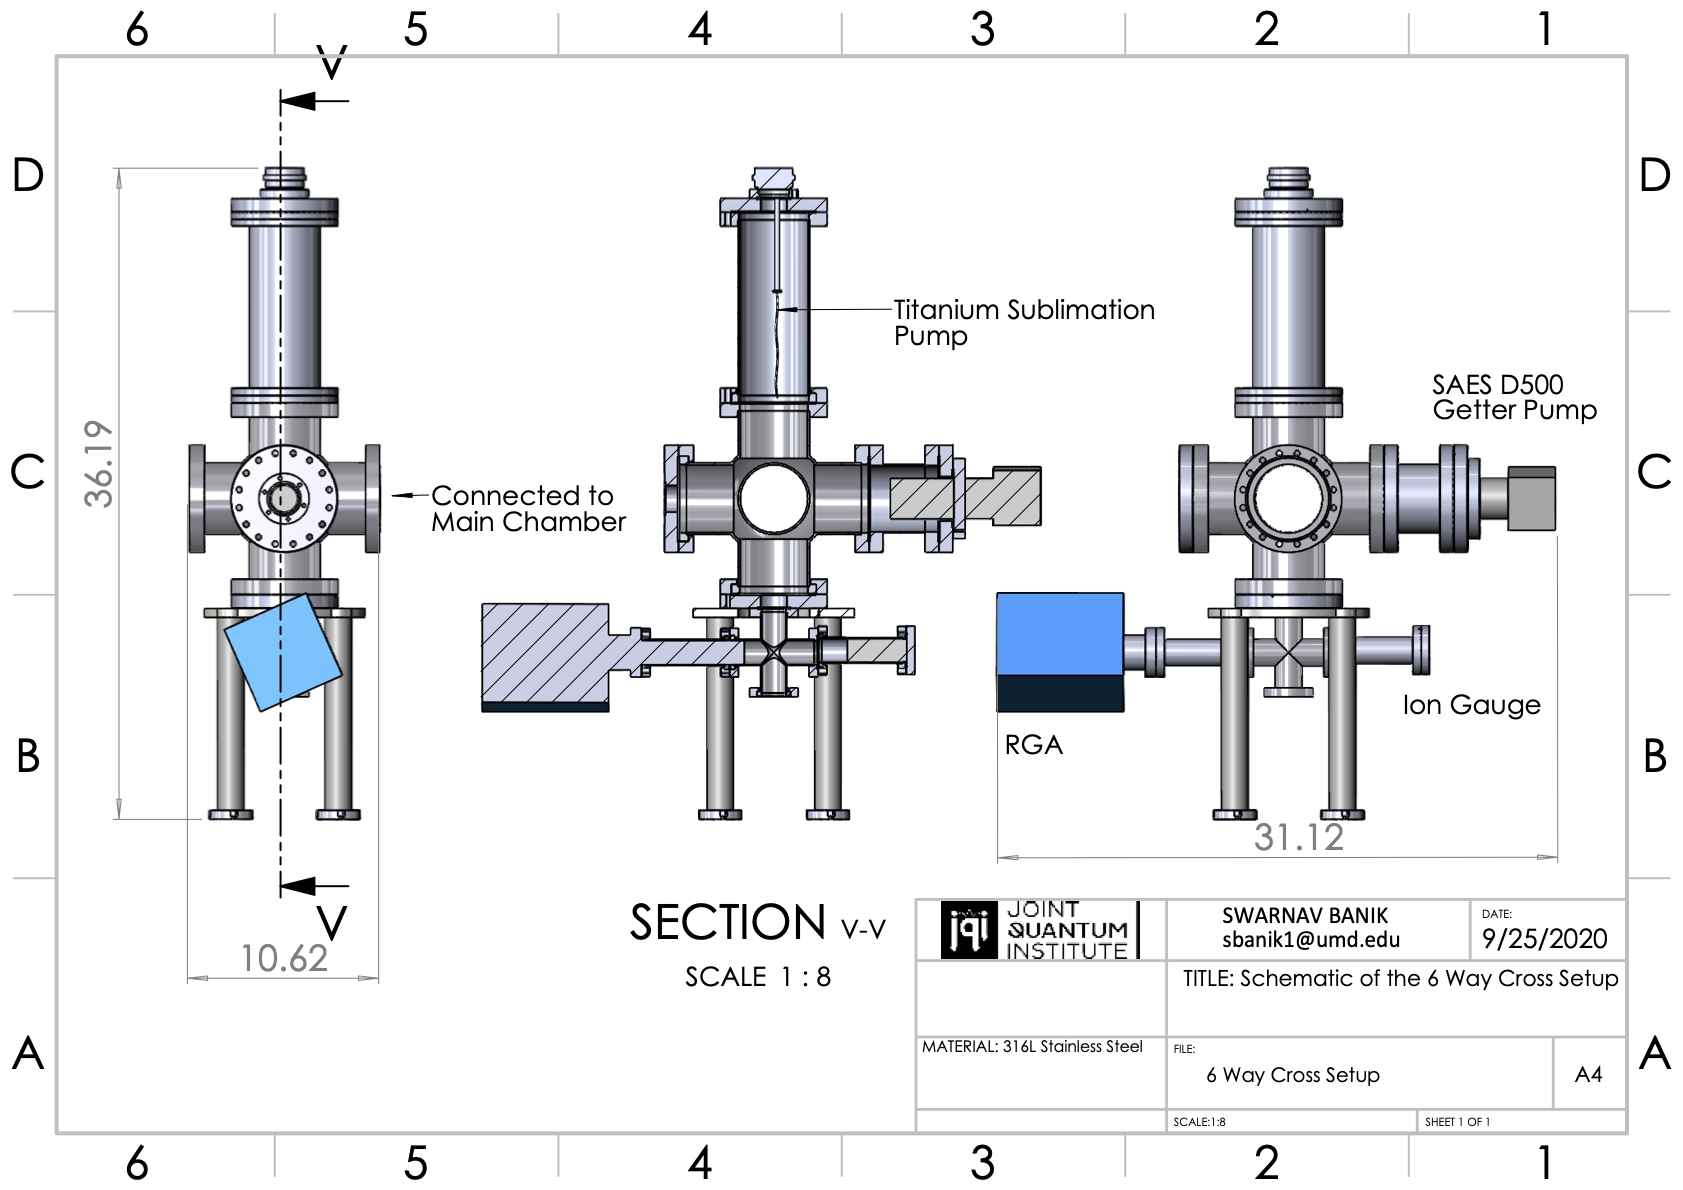 6 5 4 3 2 1
V
D D
36.19
Titanium Sublimation
Pump
SAES D500
Getter Pump
C C
Connected to
Main Chamber
Ion Gauge
RGA
B B
31.12
V
10.62
SECTION V-V
SCALE 1 : 8
jqi
JOINT
QUANTUM
INSTITUTE
SWARNAV BANIK
sbanik1@umd.edu
DATE:
9/25/2020
TITLE: Schematic of the 6 Way Cross Setup
MATERIAL: 316L Stainless Steel
FILE:
6 Way Cross Setup
A4
A A
SCALE:1:8
SHEET 1 OF 1
6 5 4 3 2 1